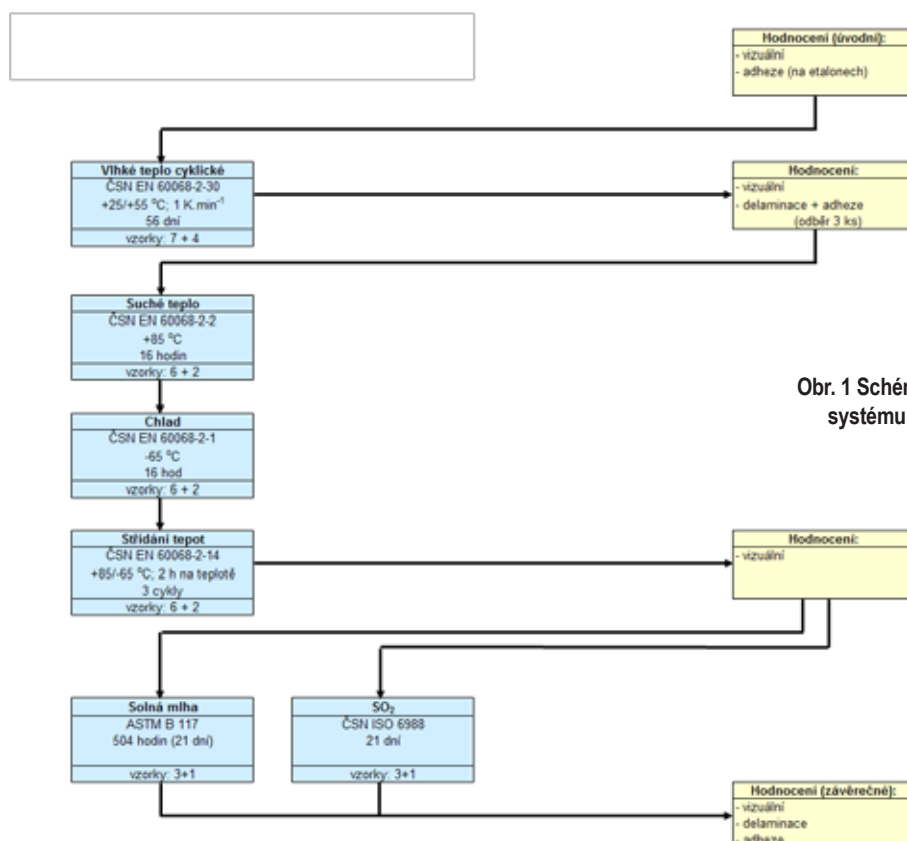 Hodnocení (úvodní):
- vizuální
- adheze (na etalonech)
Vlhké teplo cyklické
ČSN EN 60068-2-30
+25/+55 °C; 1 K.min⁻¹
56 dní
vzorky: 7 + 4
Hodnocení:
- vizuální
- delaminace + adheze
(odběr 3 ks)
Suché teplo
ČSN EN 60068-2-2
+85 °C
16 hodin
vzorky: 6 + 2
Chlad
ČSN EN 60068-2-1
-65 °C
16 hod
vzorky: 6 + 2
Obr. 1 Schém
systému
Střídání tepot
ČSN EN 60068-2-14
+85/-65 °C; 2 h na teplotě
3 cykly
vzorky: 6 + 2
Hodnocení:
- vizuální
Solná mlha
ASTM B 117
504 hodin (21 dní)
vzorky: 3+1
SO₂
ČSN ISO 6988
21 dní
vzorky: 3+1
Hodnocení (závěrečné):
- vizuální
- delaminace
- adheze